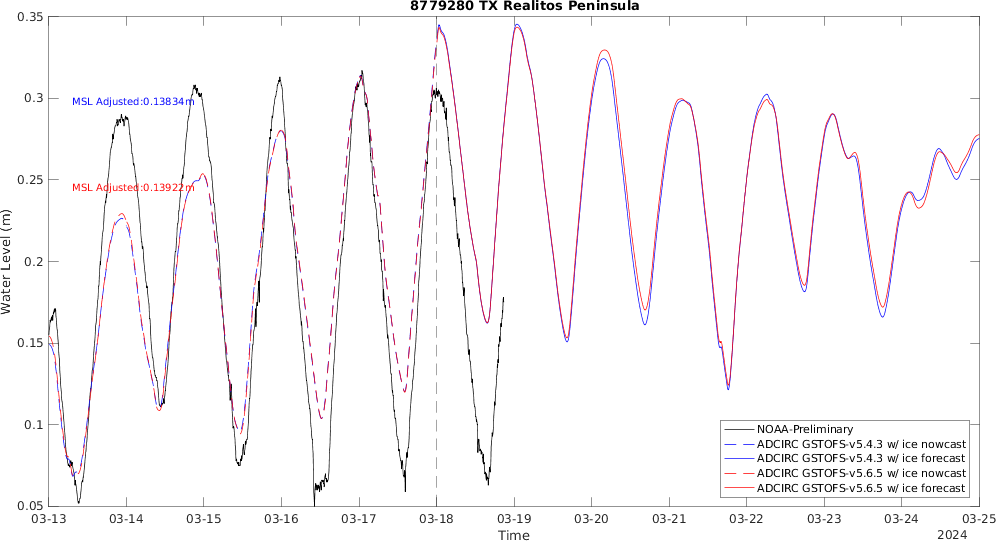 8779280 TX Realitos Peninsula
0.35
0.3
0.25
0.2
0.15
0.1
0.05
Water Level (m)
MSL Adjusted:0.13834m
MSL Adjusted:0.13922m
NOAA-Preliminary
ADCIRC GSTOFS-v5.4.3 w/ ice nowcast
ADCIRC GSTOFS-v5.4.3 w/ ice forecast
ADCIRC GSTOFS-v5.6.5 w/ ice nowcast
ADCIRC GSTOFS-v5.6.5 w/ ice forecast
03-13 03-14 03-15 03-16 03-17 03-18 03-19 03-20 03-21 03-22 03-23 03-24 03-25
Time
2024